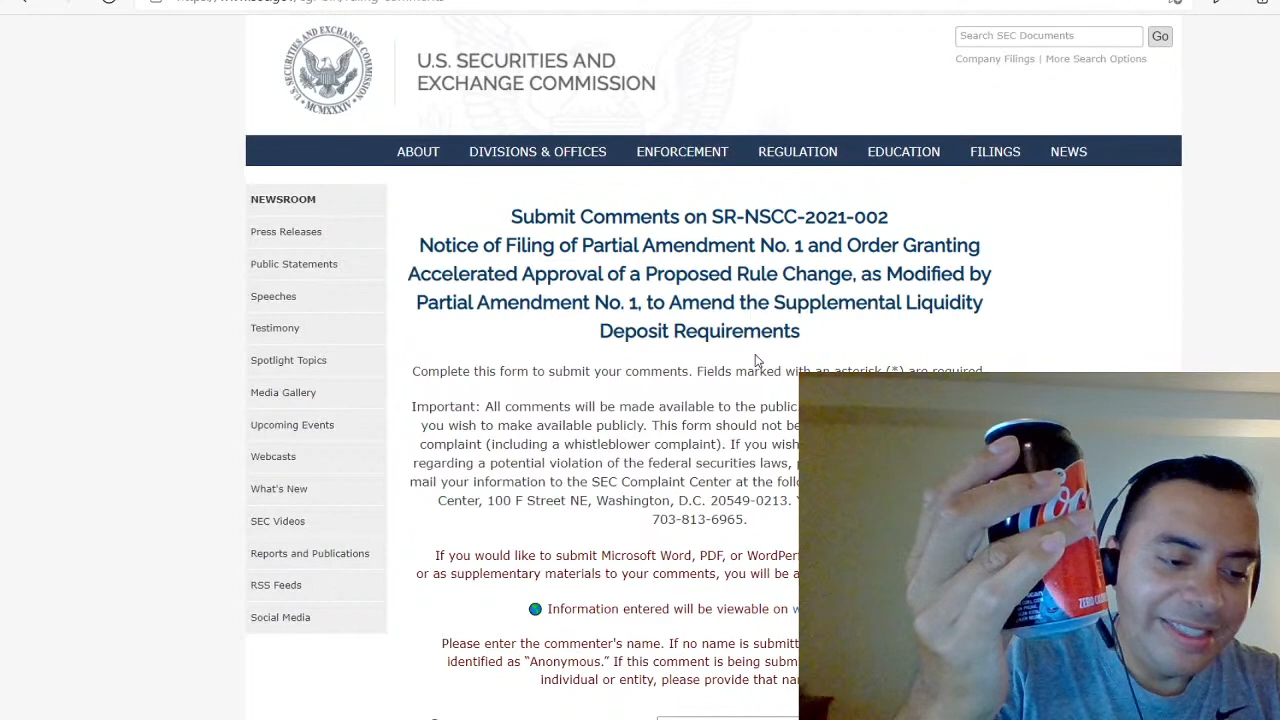 U.S. SECURITIES AND
EXCHANGE COMMISSION
U.S. SECURITIES AND EXCHANGE COMMISSION
MCMXXXIV
Search SEC Documents
Go
Company Filings | More Search Options
ABOUT DIVISIONS & OFFICES ENFORCEMENT REGULATION EDUCATION FILINGS NEWS
NEWSROOM
Press Releases
Public Statements
Speeches
Testimony
Spotlight Topics
Media Gallery
Upcoming Events
Webcasts
What's New
SEC Videos
Reports and Publications
RSS Feeds
Social Media
Submit Comments on SR-NSCC-2021-002
Notice of Filing of Partial Amendment No. 1 and Order Granting
Accelerated Approval of a Proposed Rule Change, as Modified by
Partial Amendment No. 1, to Amend the Supplemental Liquidity
Deposit Requirements
Complete this form to submit your comments. Fields marked with an asterisk (*) are required.
Important: All comments will be made available to the public.
you wish to make available publicly. This form should not be
complaint (including a whistleblower complaint). If you wish
regarding a potential violation of the federal securities laws,
mail your information to the SEC Complaint Center at the
Center, 100 F Street NE, Washington, D.C. 20549-0213.
703-813-6965.
If you would like to submit Microsoft Word, PDF, or
or as supplementary materials to your comments, you will be
Information entered will be viewable on
Please enter the commenter's name. If no name is
identified as “Anonymous.” If this comment is being
individual or entity, please provide that
ZERO